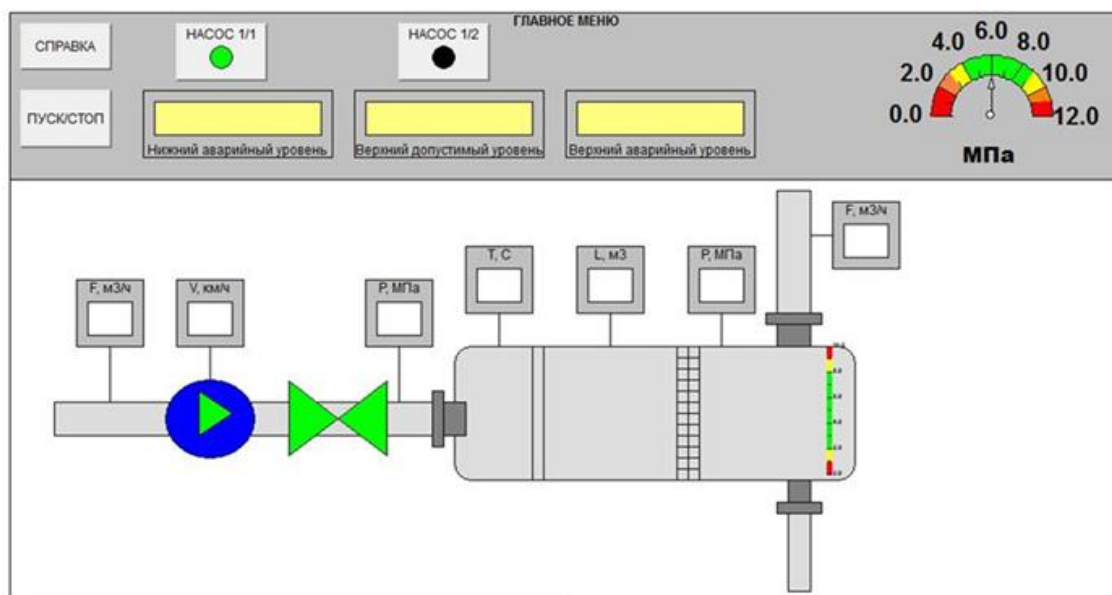 ГЛАВНОЕ МЕНЮ
СПРАВКА
НАСОС 1/1
НАСОС 1/2
ПУСК/СТОП
Нижний аварийный уровень
Верхний допустимый уровень
Верхний аварийный уровень
0.0
2.0
4.0
6.0
8.0
10.0
12.0
МПа
F, м3/ч
V, км/ч
P, МПа
T, C
L, м3
P, МПа
F, м3/ч